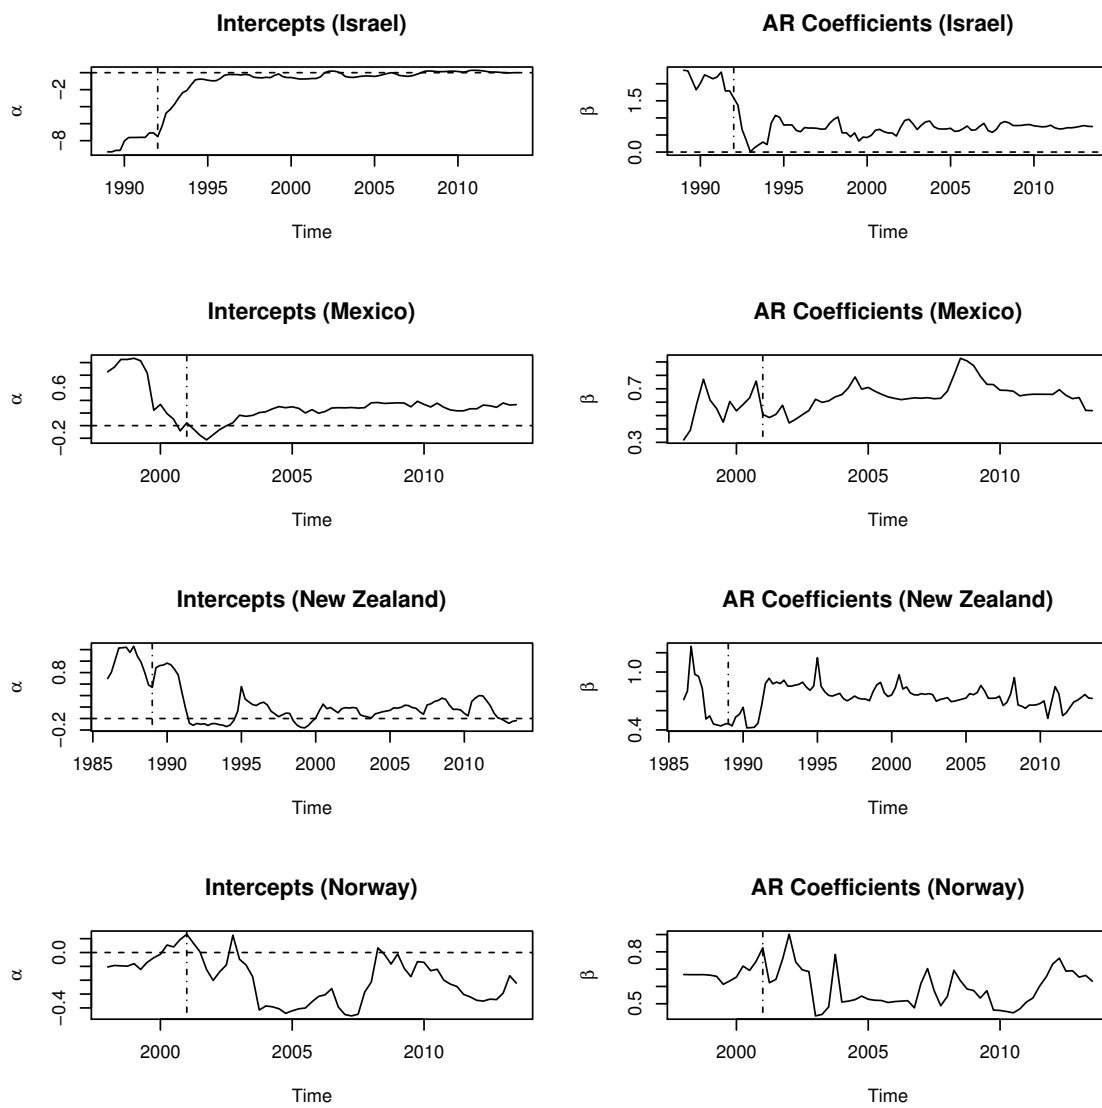 Intercepts (Israel)
α
−2
−8
1990 1995 2000 2005 2010
Time
AR Coefficients (Israel)
β
1.5
0.0
1990 1995 2000 2005 2010
Time
Intercepts (Mexico)
α
0.6
−0.2
2000 2005 2010
Time
AR Coefficients (Mexico)
β
0.7
0.3
2000 2005 2010
Time
Intercepts (New Zealand)
α
0.8
−0.2
1985 1990 1995 2000 2005 2010
Time
AR Coefficients (New Zealand)
β
1.0
0.4
1985 1990 1995 2000 2005 2010
Time
Intercepts (Norway)
α
0.0
−0.4
2000 2005 2010
Time
AR Coefficients (Norway)
β
0.8
0.5
2000 2005 2010
Time